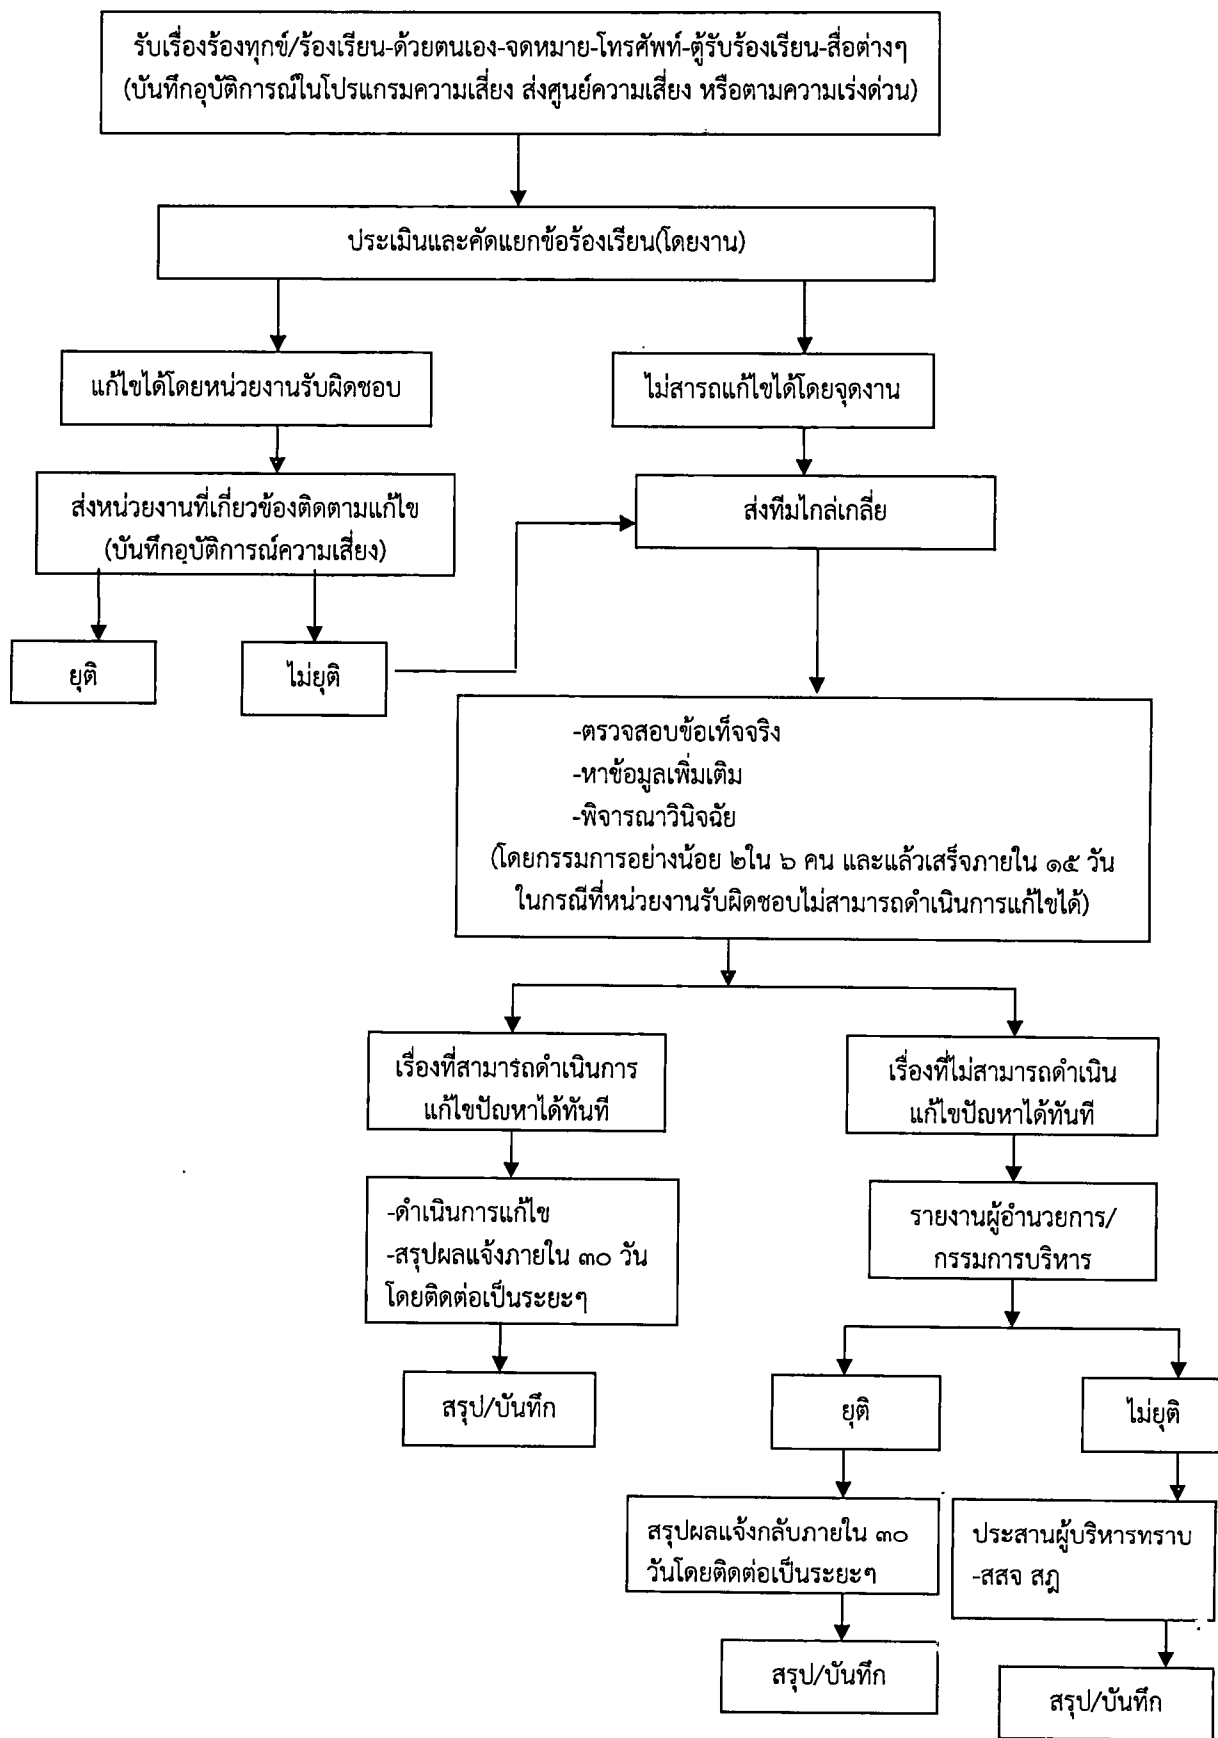 รับเรื่องร้องทุกข์/ร้องเรียน-ด้วยตนเอง-จดหมาย-โทรศัพท์-ตู้รับร้องเรียน-สื่อต่างๆ
(บันทึกอุบัติการณ์ในโปรแกรมความเสี่ยง ส่งศูนย์ความเสี่ยง หรือตามความเร่งด่วน)
ประเมินและคัดแยกข้อร้องเรียน(โดยงาน)
แก้ไขได้โดยหน่วยงานรับผิดชอบ
ไม่สารถแก้ไขได้โดยจุดงาน
ส่งหน่วยงานที่เกี่ยวข้องติดตามแก้ไข
(บันทึกอุบัติการณ์ความเสี่ยง)
ส่งทีมไกล่เกลี่ย
ยุติ
ไม่ยุติ
-ตรวจสอบข้อเท็จจริง
-หาข้อมูลเพิ่มเติม
-พิจารณาวินิจฉัย
(โดยกรรมการอย่างน้อย ๒ใน ๖ คน และแล้วเสร็จภายใน ๑๕ วัน
ในกรณีที่หน่วยงานรับผิดชอบไม่สามารถดำเนินการแก้ไขได้)
เรื่องที่สามารถดำเนินการ
แก้ไขปัญหาได้ทันที
เรื่องที่ไม่สามารถดำเนิน
แก้ไขปัญหาได้ทันที
-ดำเนินการแก้ไข
-สรุปผลแจ้งภายใน ๓๐ วัน
โดยติดต่อเป็นระยะๆ
รายงานผู้อำนวยการ/
กรรมการบริหาร
สรุป/บันทึก
ยุติ
ไม่ยุติ
สรุปผลแจ้งกลับภายใน ๓๐
วันโดยติดต่อเป็นระยะๆ
ประสานผู้บริหารทราบ
-สสจ สฎ
สรุป/บันทึก
สรุป/บันทึก